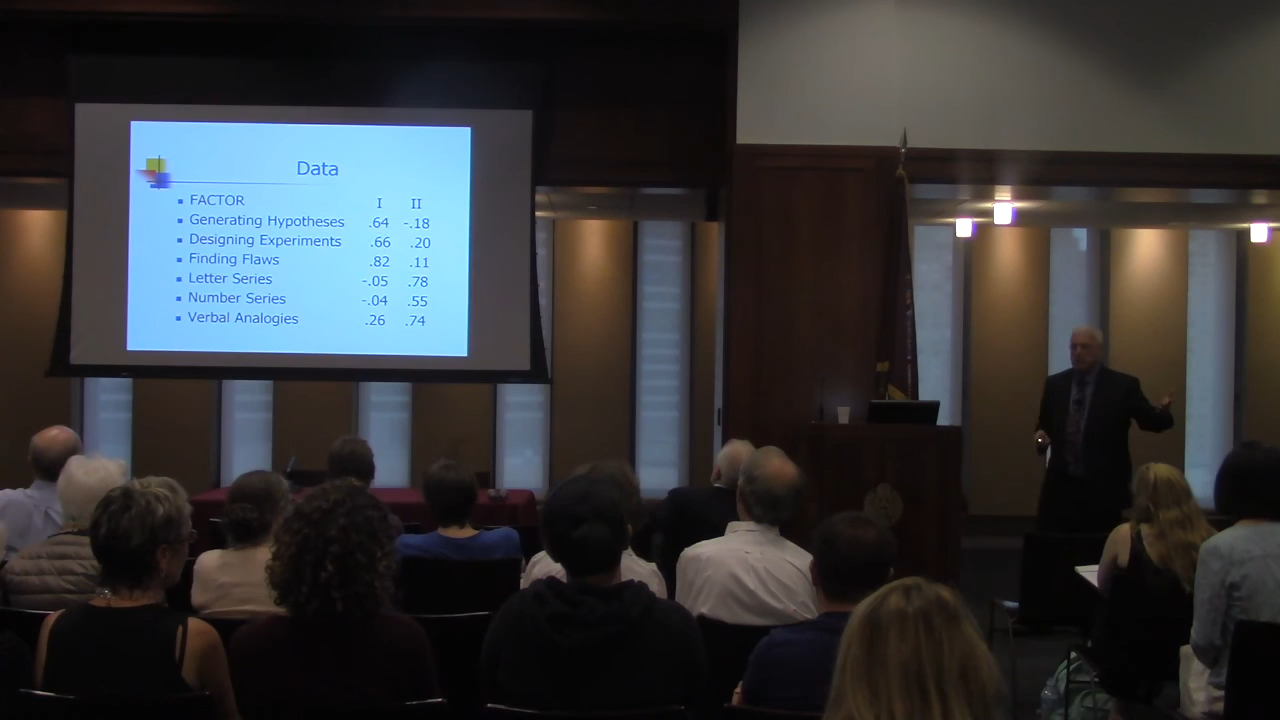 Data
FACTOR I II
Generating Hypotheses .64 -.18
Designing Experiments .66 .20
Finding Flaws .82 .11
Letter Series -.05 .78
Number Series -.04 .55
Verbal Analogies .26 .74